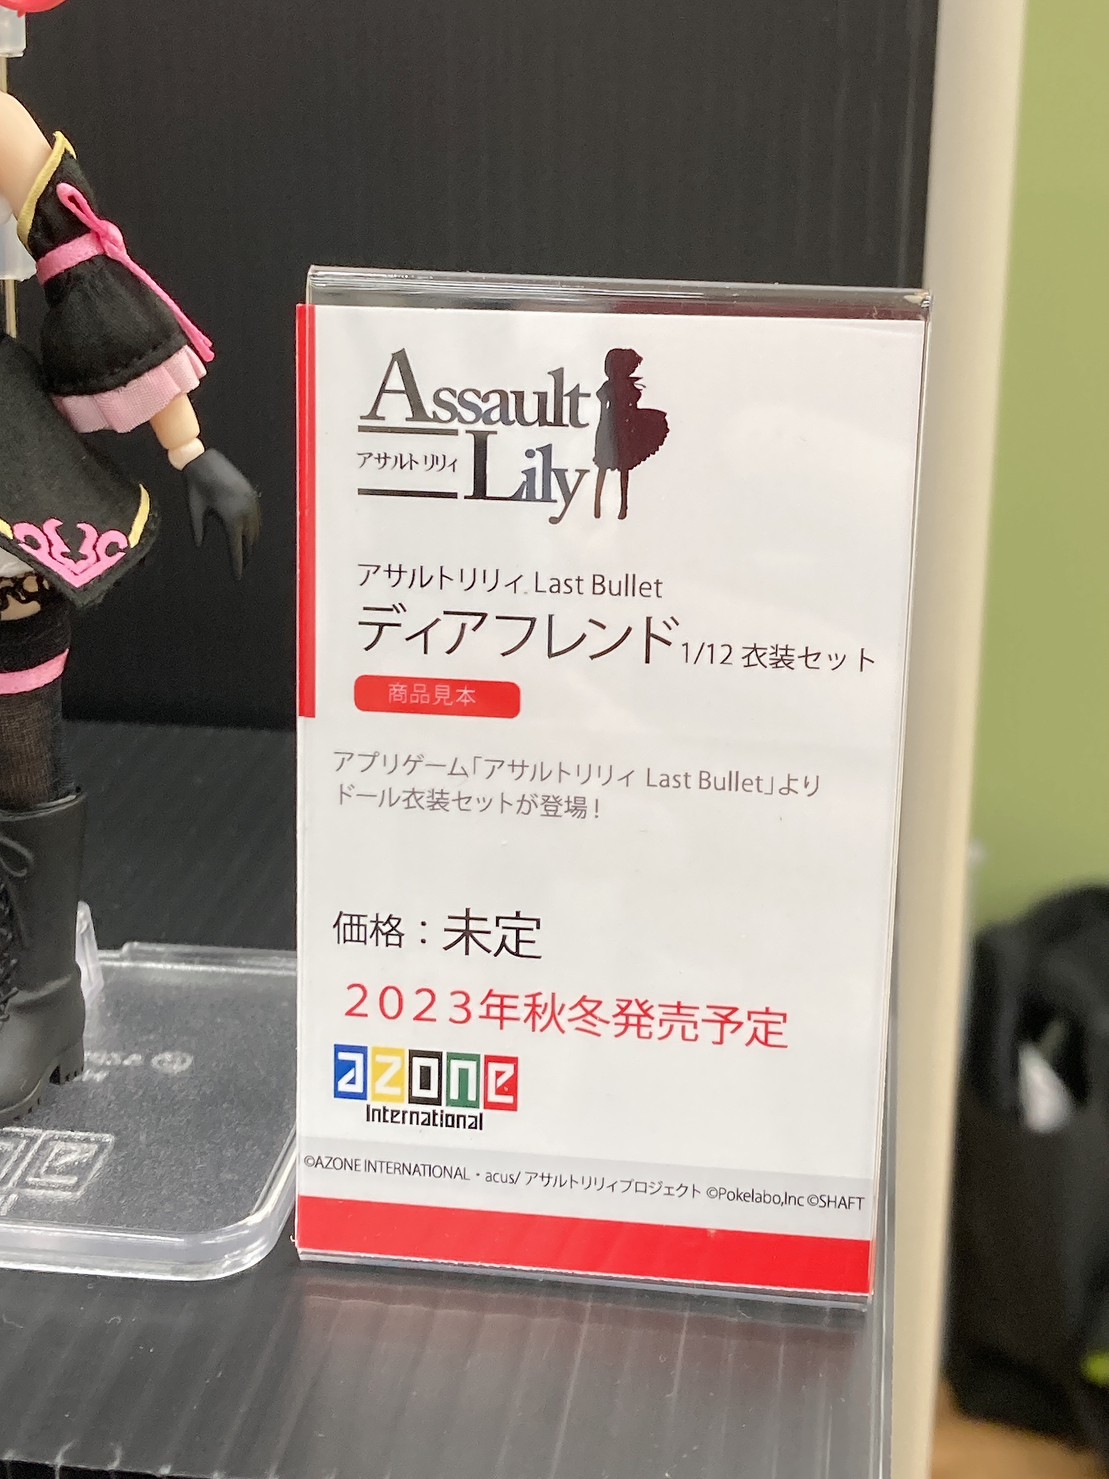 Assault
アサルトリリィ
Lily
アサルトリリィ Last Bullet
ディアフレンド 1/12 衣装セット
商品見本
アプリゲーム「アサルトリリィ Last Bullet」より
ドール衣装セットが登場！
価格：未定
2023年秋冬発売予定
azone
International
©AZONE INTERNATIONAL・acus/アサルトリリィプロジェクト ©Pokelabo,Inc ©SHAFT